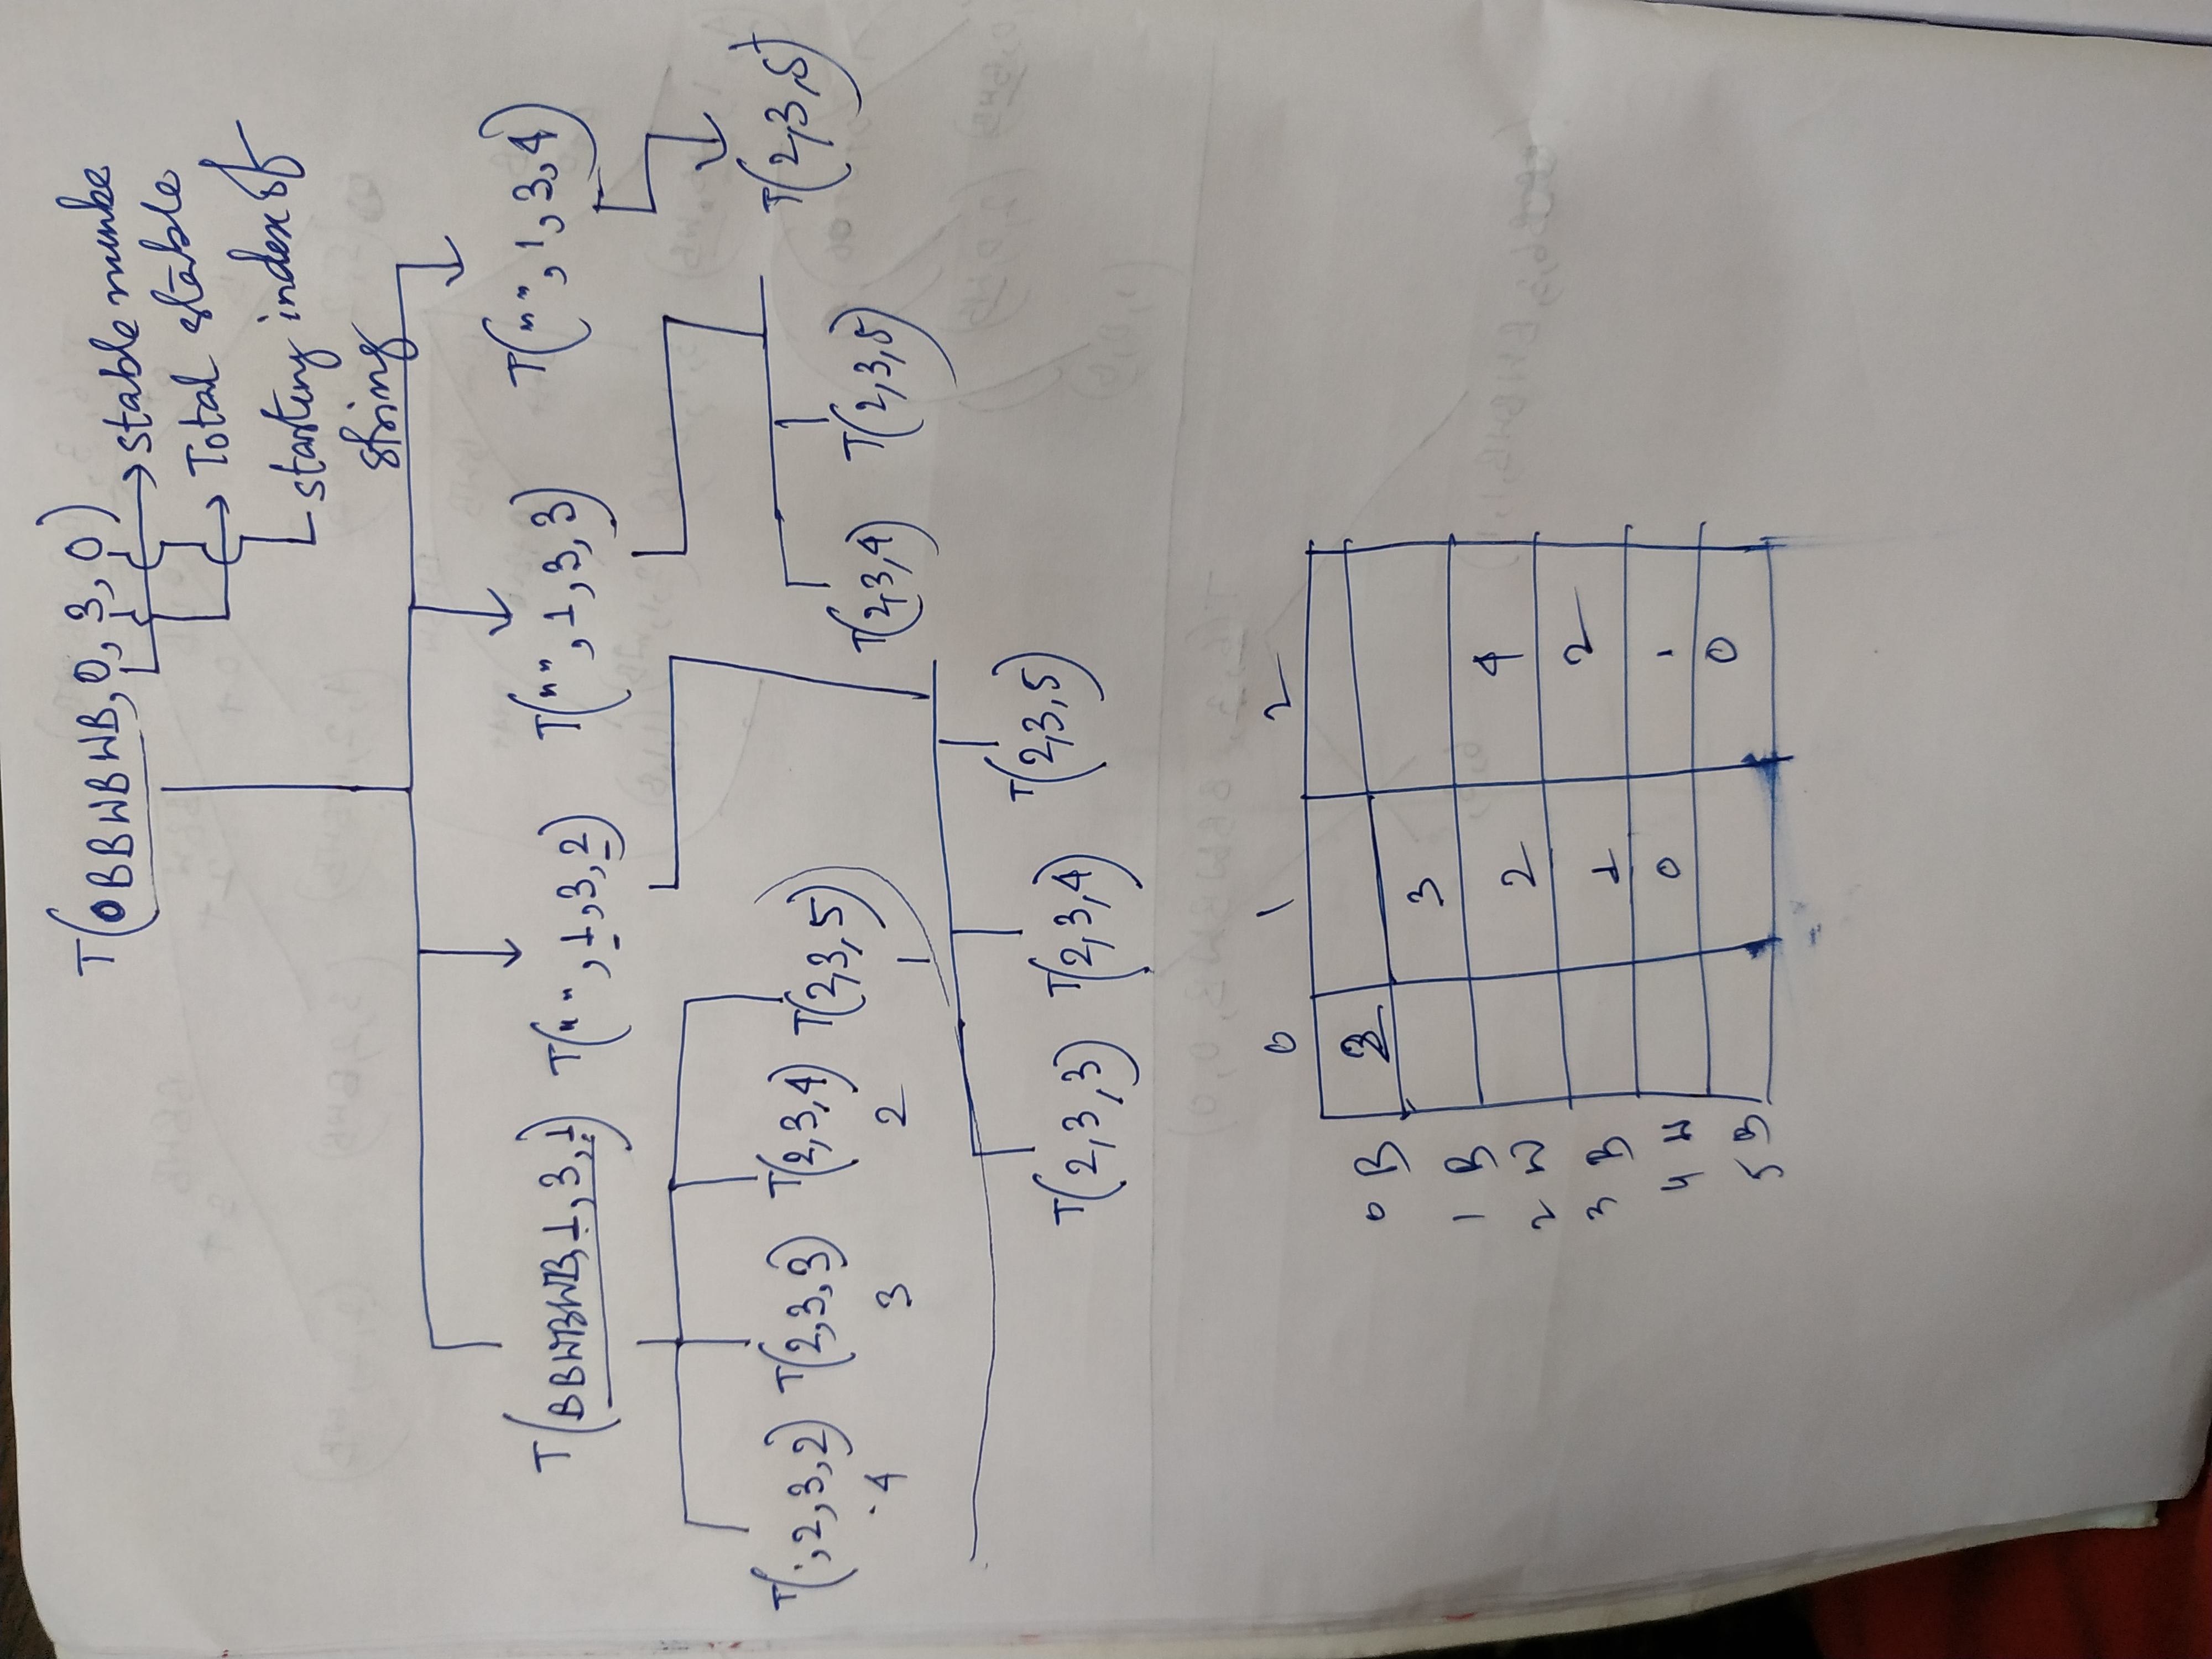 T(0BBWBWB, 0, 3, 0)
stable numbe
Total stable
starting index of
string
T(BBWBWB, 1, 3, 1) T("", 1, 3, 2) T("", 1, 3, 3) T("", 1, 3, 4)
T(, 2, 3, 2) T(2, 3, 3) T(2, 3, 4) T(2, 3, 5) T(2, 3, 4) T(2, 3, 5) T(2, 3, 5)
4 3 2 1
T(2, 3, 3) T(2, 3, 4) T(2, 3, 5)
0 1 2
0 B 2
1 B 3
2 W 2 4
3 B 1 2
4 W 0 1
5 B 0